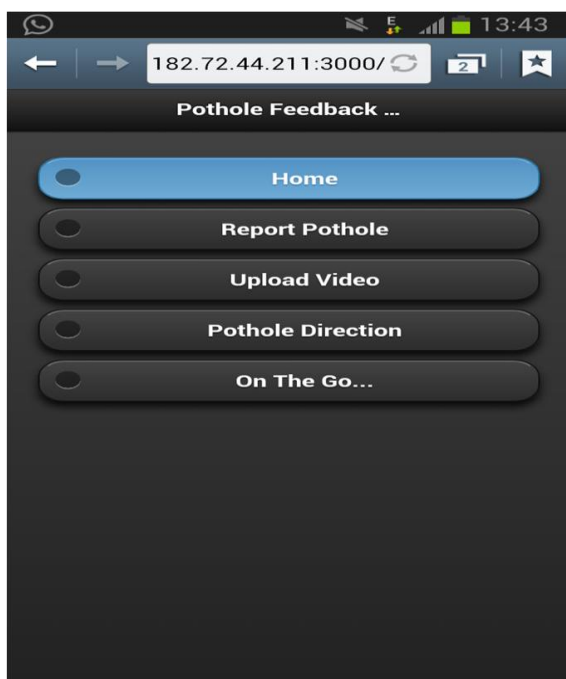 E 13:43
182.72.44.211:3000/ 2
Pothole Feedback ...
Home
Report Pothole
Upload Video
Pothole Direction
On The Go...